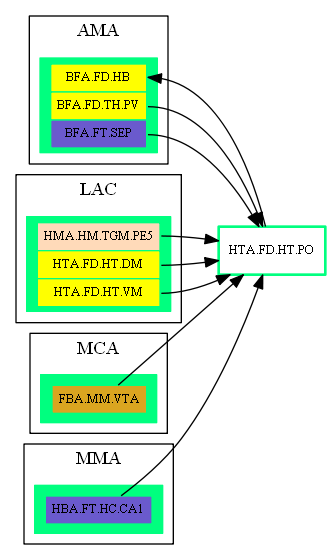 AMA
BFA.FD.HB
BFA.FD.TH.PV
BFA.FT.SEP
LAC
HMA.HM.TGM.PE5
HTA.FD.HT.DM
HTA.FD.HT.VM
HTA.FD.HT.PO
MCA
FBA.MM.VTA
MMA
HBA.FT.HC.CA1